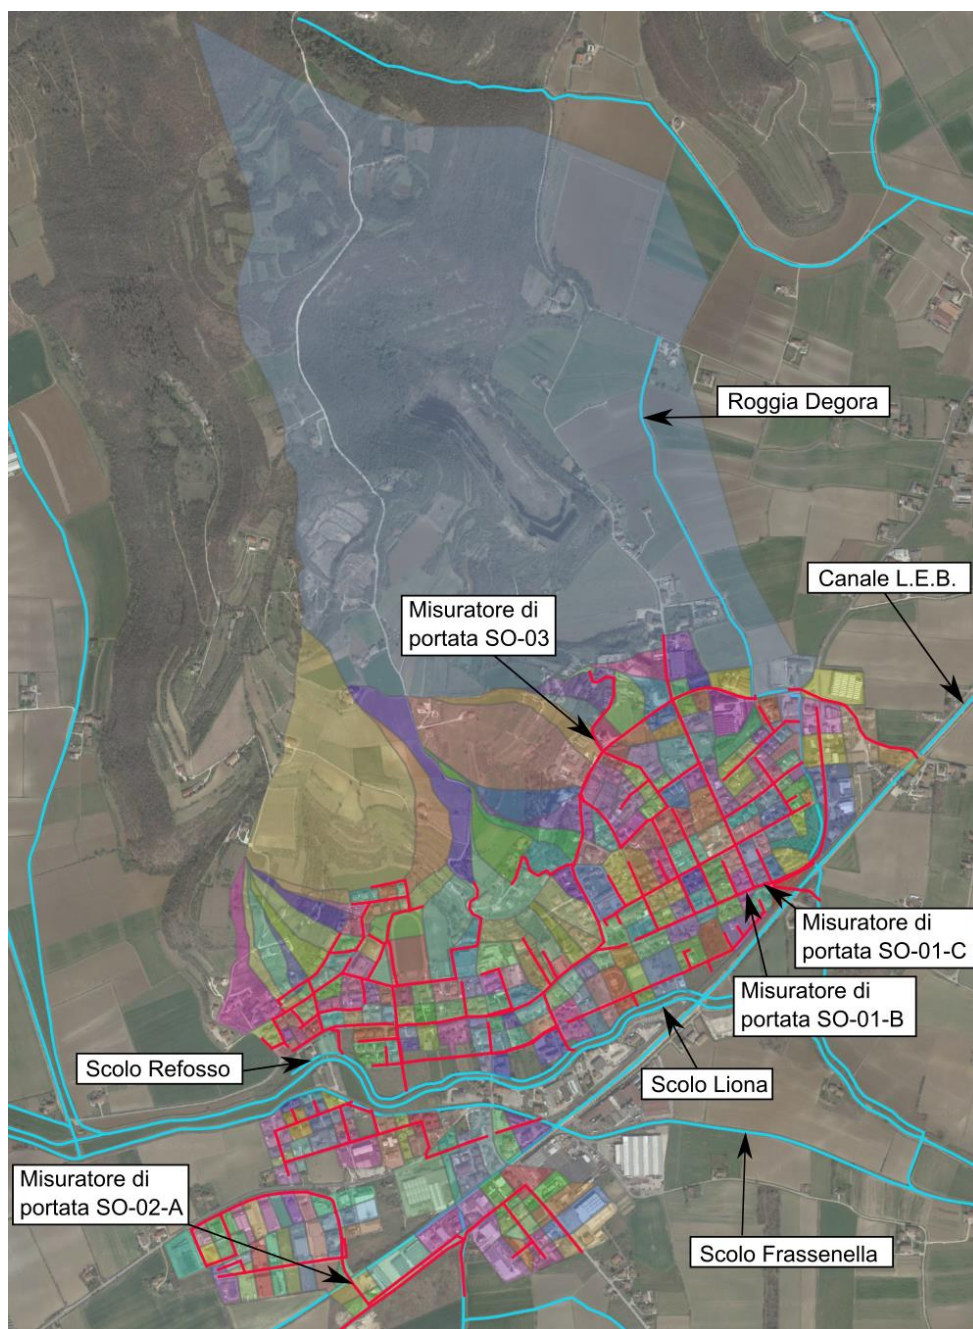 Roggia Degora
Canale L.E.B.
Misuratore di
portata SO-03
Misuratore di
portata SO-01-C
Misuratore di
portata SO-01-B
Scolo Refosso
Scolo Liona
Misuratore di
portata SO-02-A
Scolo Frassenella